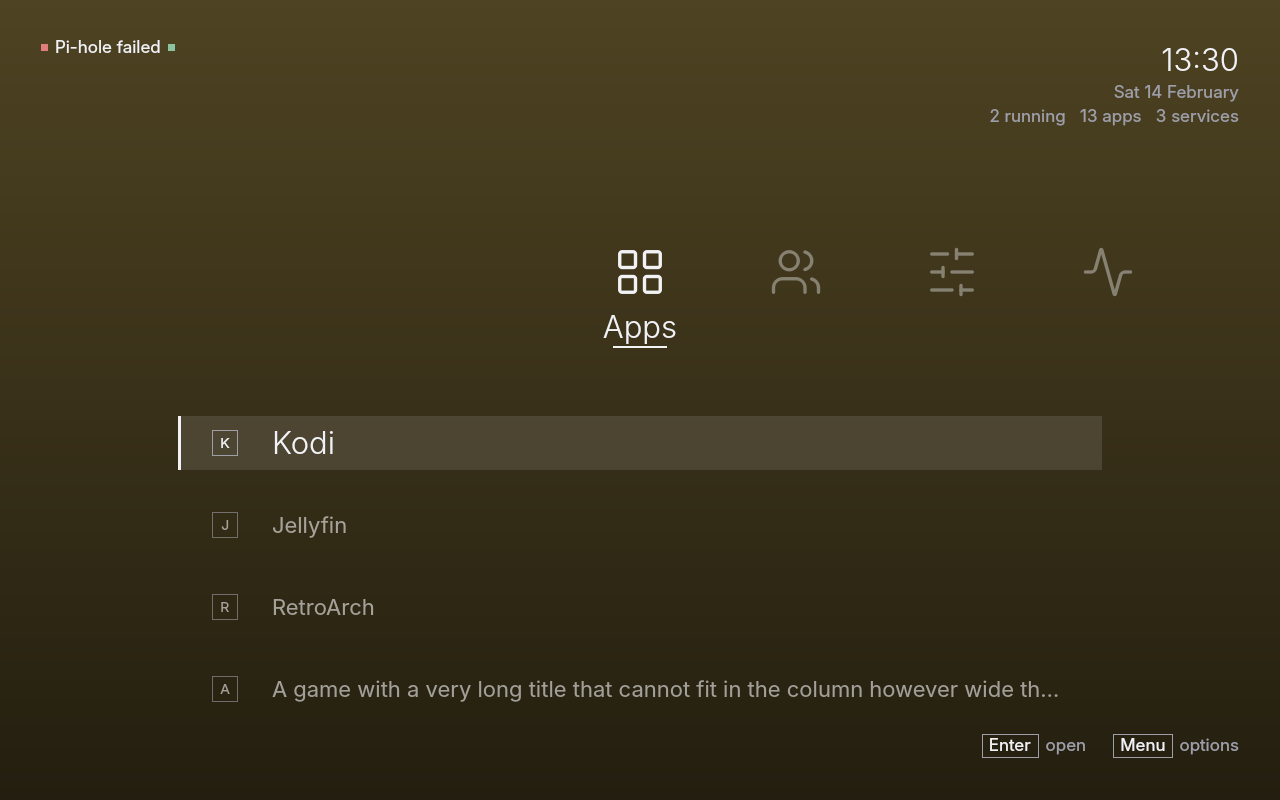 Pi-hole failed
13:30
Sat 14 February
2 running 13 apps 3 services
Apps
K Kodi
J Jellyfin
R RetroArch
A A game with a very long title that cannot fit in the column however wide th...
Enter open Menu options